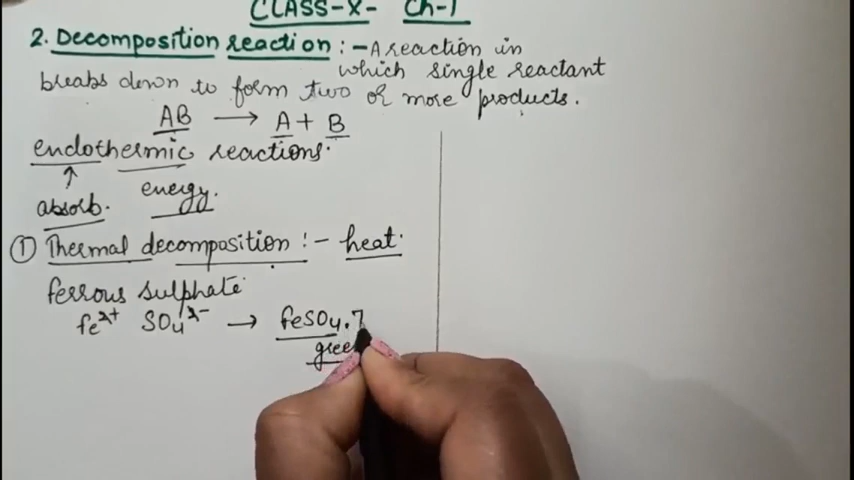 CLASS-X- Ch-1
2. Decomposition reaction :- A reaction in
which single reactant
breaks down to form two or more products.
AB → A + B
endothermic reactions.
↑
absorb. energy.
① Thermal decomposition :- heat.
ferrous sulphate
fe²⁺ SO₄²⁻ → feSO₄.7